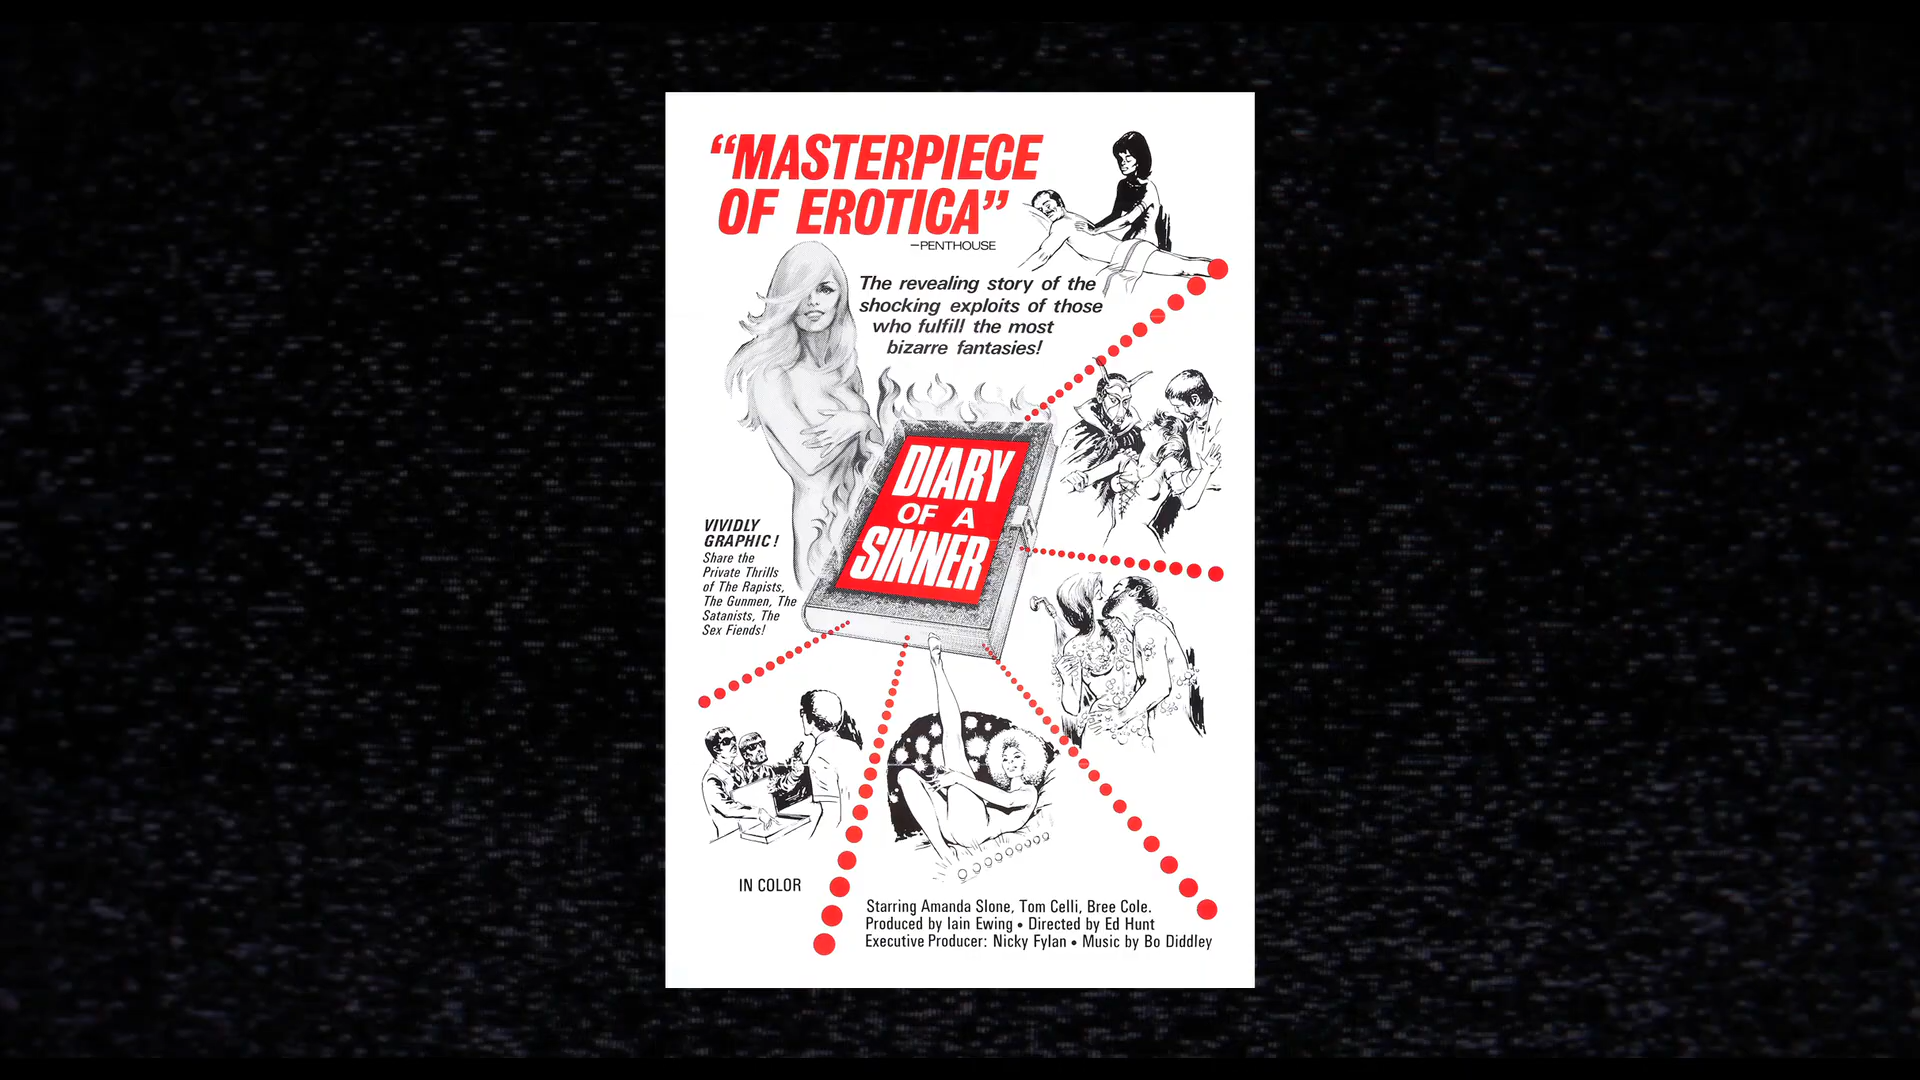 “MASTERPIECE
OF EROTICA”
–PENTHOUSE
The revealing story of the
shocking exploits of those
who fulfill the most
bizarre fantasies!
DIARY
OF A
SINNER
VIVIDLY
GRAPHIC!
Share the
Private Thrills
of The Rapists,
The Gunmen, The
Satanists, The
Sex Fiends!
IN COLOR
Starring Amanda Slone, Tom Celli, Bree Cole.
Produced by Iain Ewing • Directed by Ed Hunt
Executive Producer: Nicky Fylan • Music by Bo Diddley